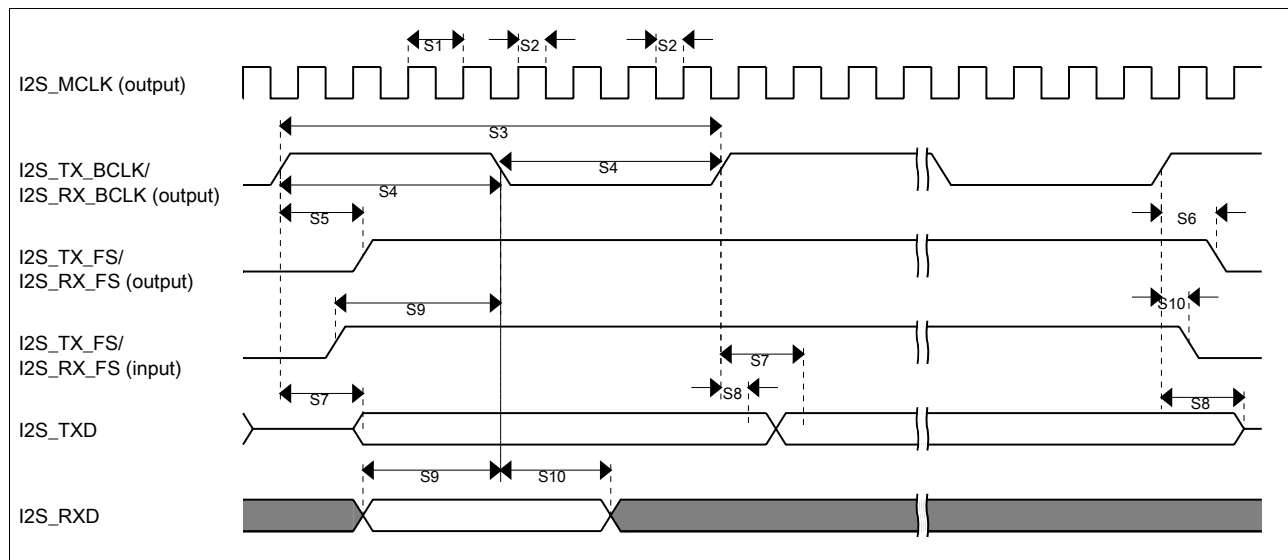 S1
S2
S2
I2S_MCLK (output)
S3
I2S_TX_BCLK/
I2S_RX_BCLK (output)
S4
S4
S5
S6
I2S_TX_FS/
I2S_RX_FS (output)
S9
S10
I2S_TX_FS/
I2S_RX_FS (input)
S7
S7
S8
S8
I2S_TXD
S9
S10
I2S_RXD